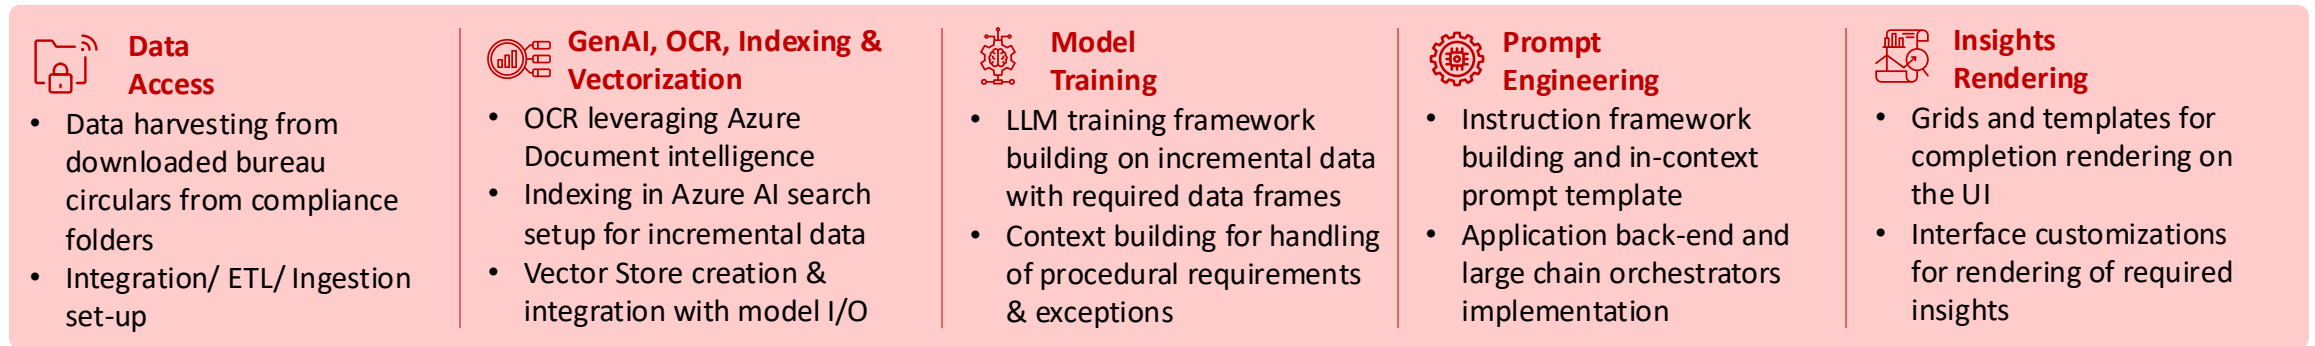 Data
Access
• Data harvesting from
downloaded bureau
circulars from compliance
folders
• Integration/ ETL/ Ingestion
set-up
GenAI, OCR, Indexing &
Vectorization
• OCR leveraging Azure
Document intelligence
• Indexing in Azure AI search
setup for incremental data
• Vector Store creation &
integration with model I/O
Model
Training
• LLM training framework
building on incremental data
with required data frames
• Context building for handling
of procedural requirements
& exceptions
Prompt
Engineering
• Instruction framework
building and in-context
prompt template
• Application back-end and
large chain orchestrators
implementation
Insights
Rendering
• Grids and templates for
completion rendering on
the UI
• Interface customizations
for rendering of required
insights